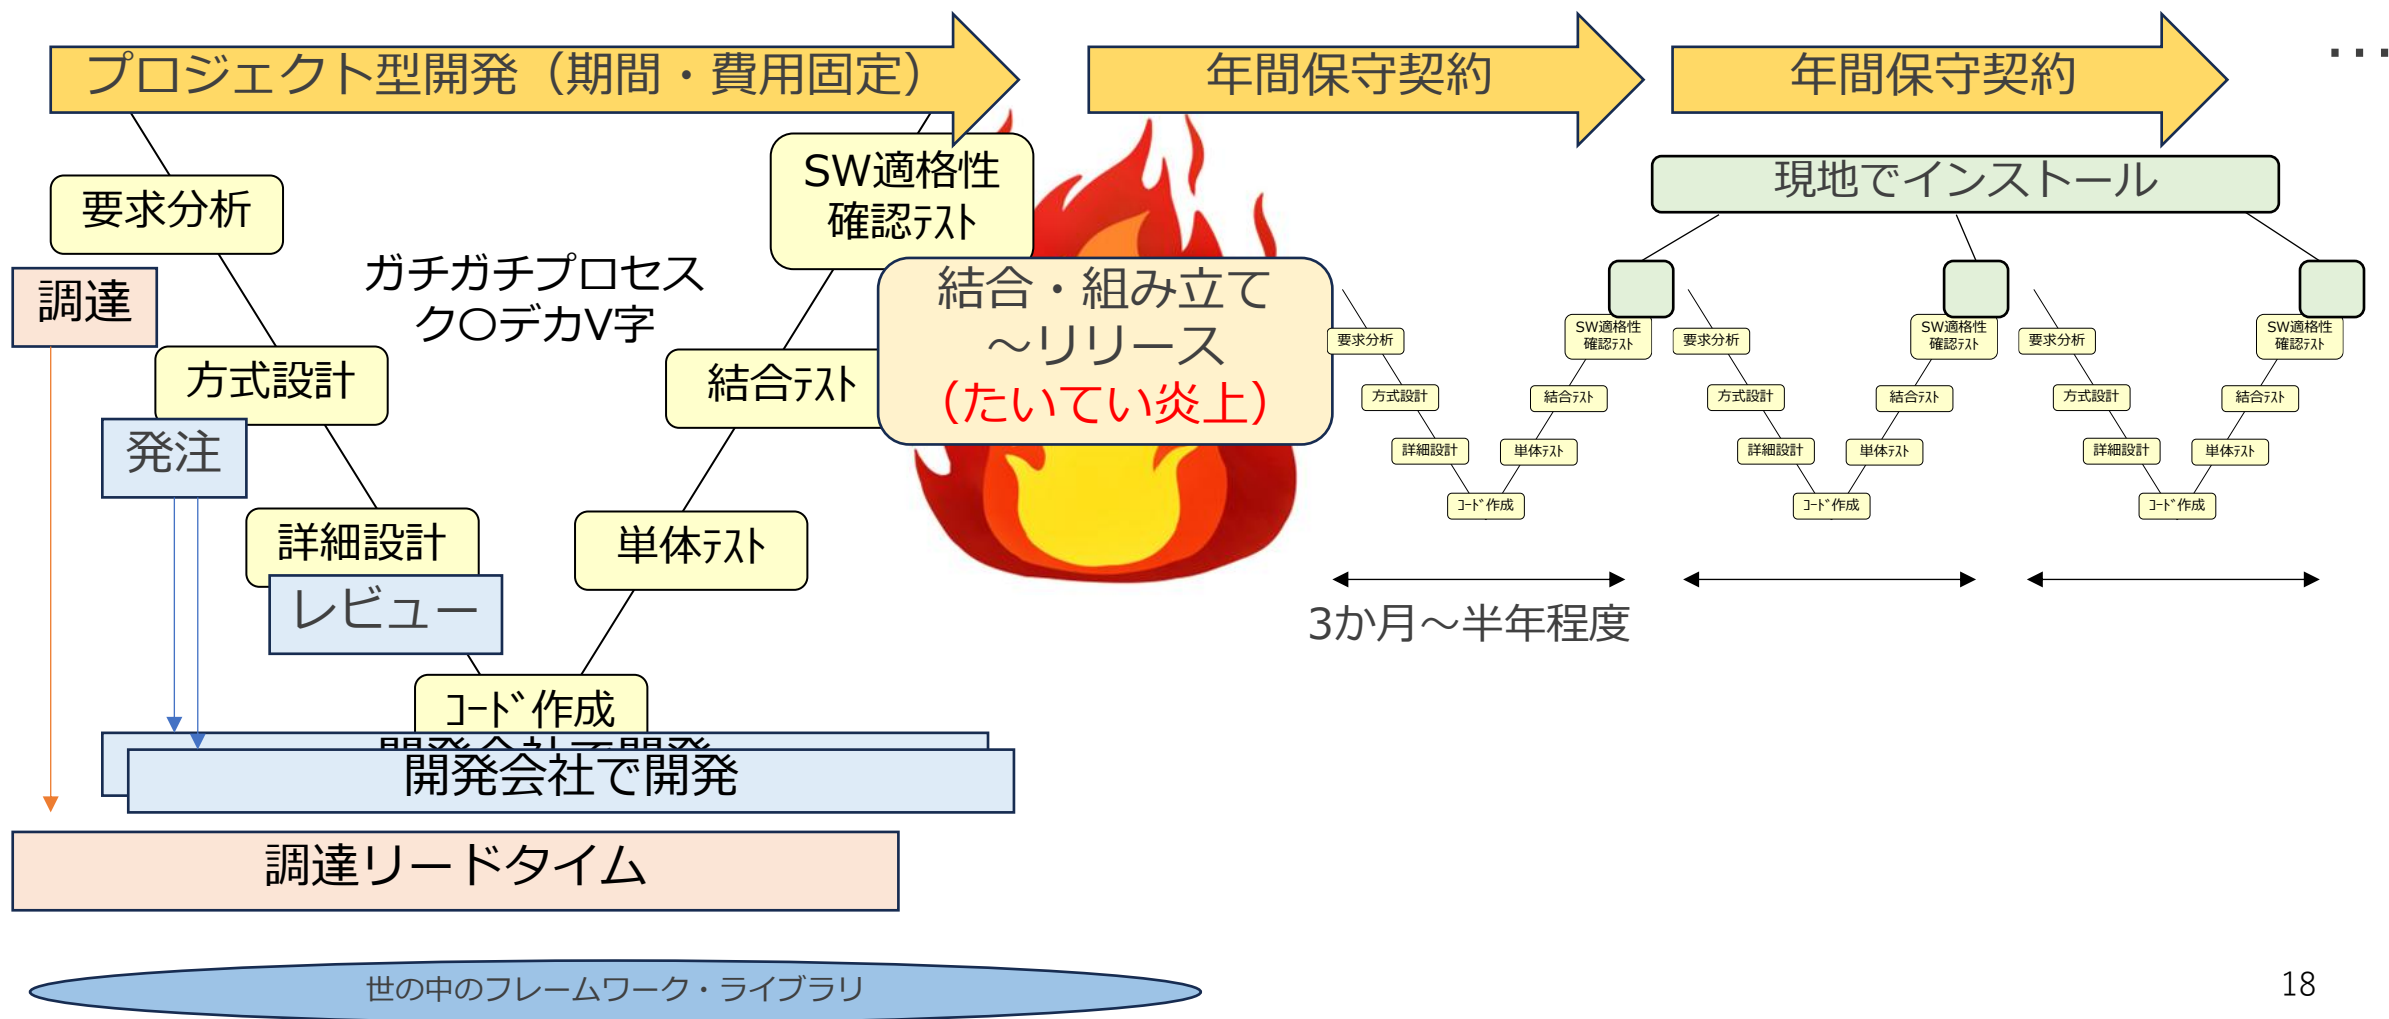 プロジェクト型開発（期間・費用固定）
年間保守契約
年間保守契約
…
要求分析
調達
方式設計
発注
詳細設計
レビュー
ｺｰﾄﾞ作成
ガチガチプロセス
ク〇デカV字
SW適格性
確認ﾃｽﾄ
結合ﾃｽﾄ
単体ﾃｽﾄ
結合・組み立て
～リリース
（たいてい炎上）
開発会社で開発
開発会社で開発
調達リードタイム
世の中のフレームワーク・ライブラリ
現地でインストール
要求分析
方式設計
詳細設計
ｺｰﾄﾞ作成
単体ﾃｽﾄ
結合ﾃｽﾄ
SW適格性
確認ﾃｽﾄ
要求分析
方式設計
詳細設計
ｺｰﾄﾞ作成
単体ﾃｽﾄ
結合ﾃｽﾄ
SW適格性
確認ﾃｽﾄ
要求分析
方式設計
詳細設計
ｺｰﾄﾞ作成
単体ﾃｽﾄ
結合ﾃｽﾄ
SW適格性
確認ﾃｽﾄ
3か月～半年程度
18